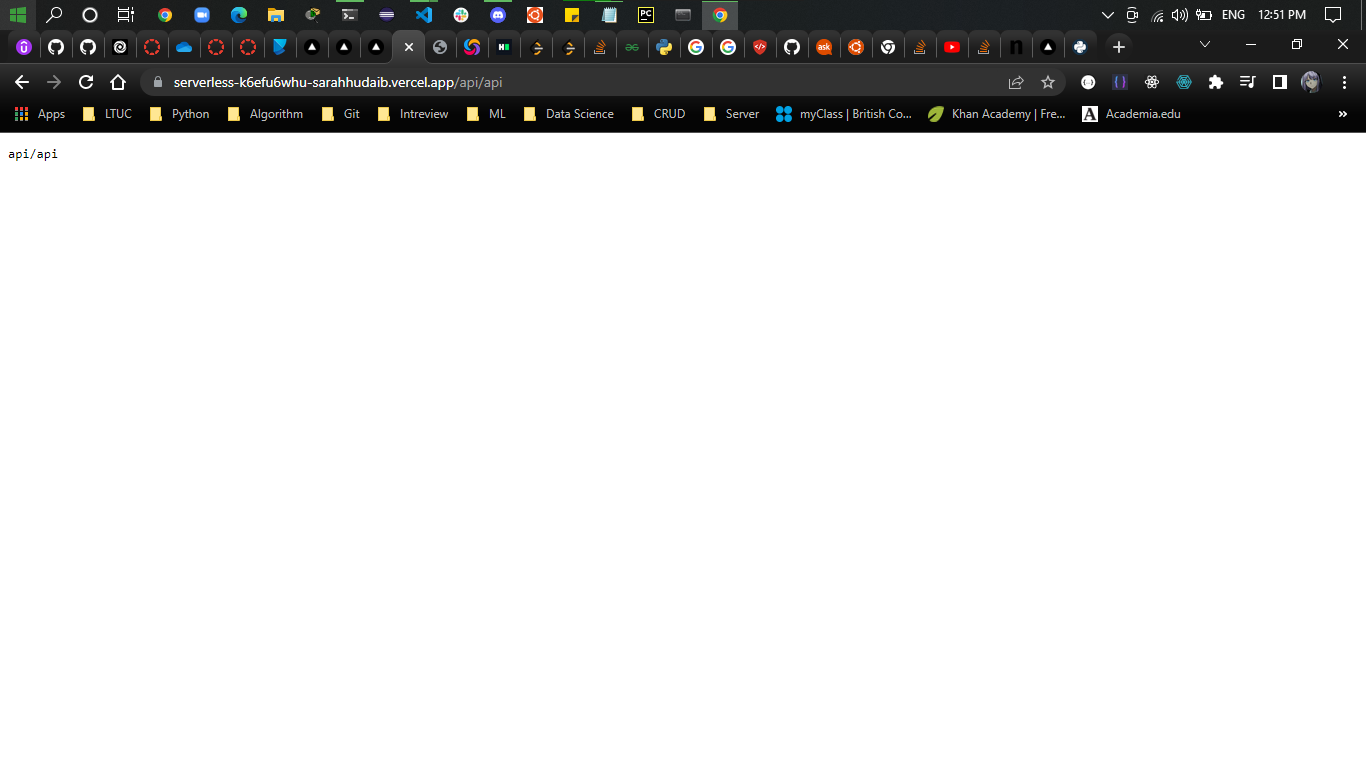 ENG 12:51 PM
serverless-k6efu6whu-sarahhudaib.vercel.app/api/api
Apps LTUC Python Algorithm Git Intreview ML Data Science CRUD Server myClass | British Co... Khan Academy | Fre... Academia.edu »
api/api